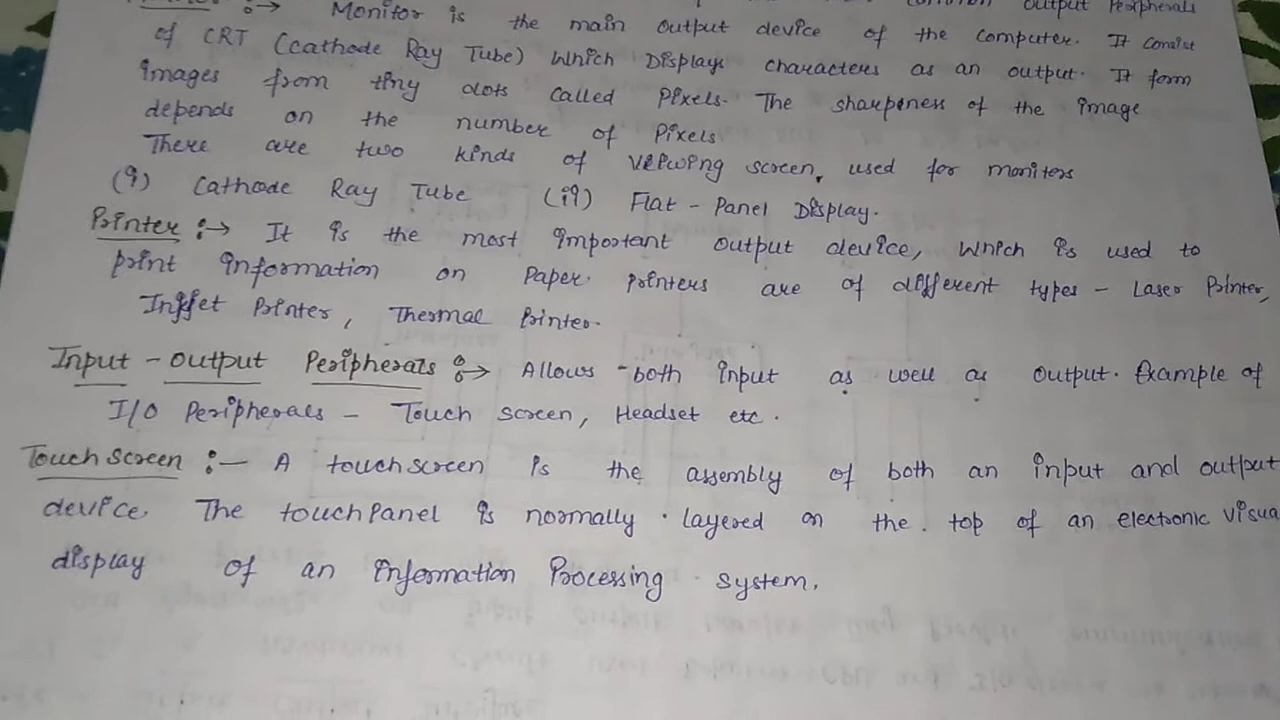 :→ Monitor is the main output device of the computer. It consist
output Peripherals
of CRT (cathode Ray Tube) Which Displays characters as an output. It form
images from tiny dots called Pixels. The sharpeness of the image
depends on the number of Pixels
There are two kinds of viewing screen, used for monitors
(i) Cathode Ray Tube (ii) Flat - Panel Display.
Printer :→ It is the most important output device, which is used to
print information on Paper. printers are of different types - Laser Printer,
Inkjet Printer, Thermal Printer.
Input - output Peripherals :→ Allows both input as well as output. Example of
I/O Peripherals - Touch screen, Headset etc.
Touch Screen :- A touch screen is the assembly of both an input and output
device. The touch Panel is normally layered on the top of an electronic visua
display of an information Processing system.